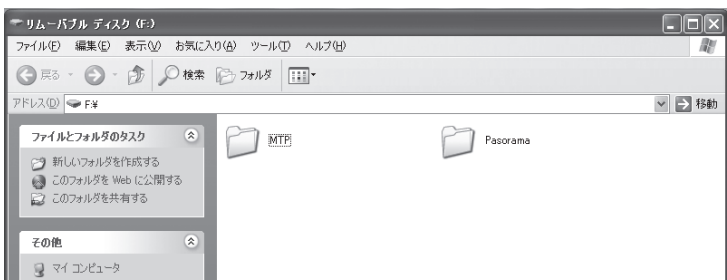 リムーバブル ディスク (F:)
ファイル(F) 編集(E) 表示(V) お気に入り(A) ツール(T) ヘルプ(H)
戻る 検索 フォルダ
アドレス(D) F:¥ 移動
ファイルとフォルダのタスク
新しいフォルダを作成する
このフォルダを Web に公開する
このフォルダを共有する
MTP
Pasorama
その他
マイ コンピュータ